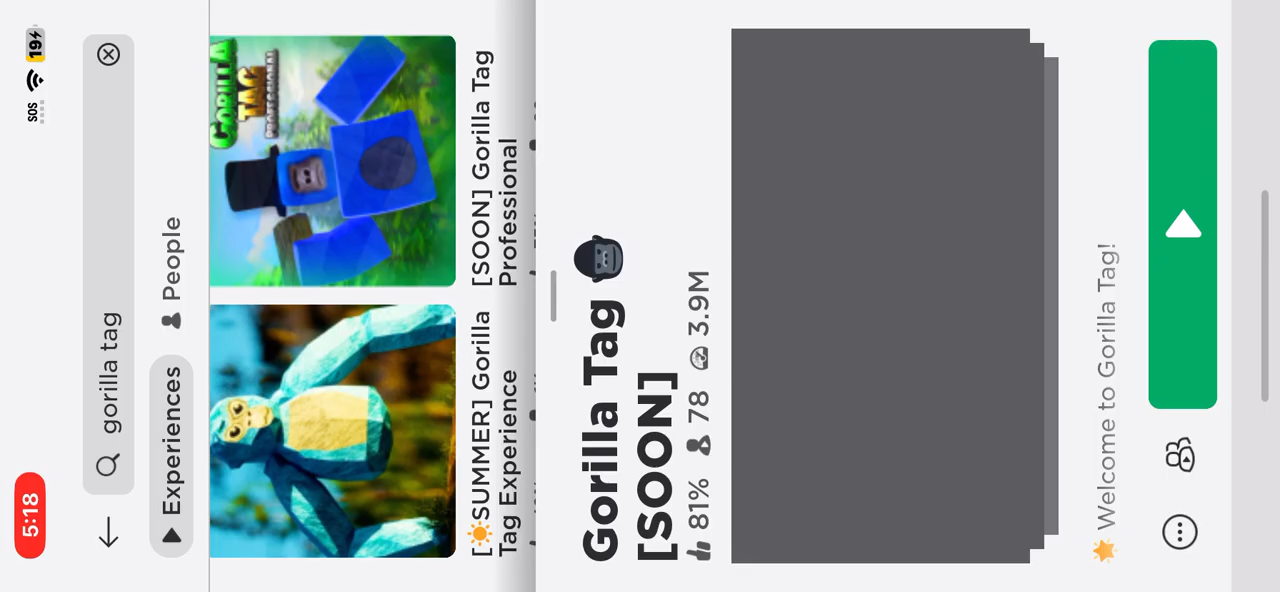 5:18
SOS
19
gorilla tag
Experiences
People
GORILLA
TAG
PROFESSIONAL
[☀️SUMMER] Gorilla
Tag Experience
[SOON] Gorilla Tag
Professional
Gorilla Tag 🦍
[SOON]
81% 78 3.9M
🌟 Welcome to Gorilla Tag!